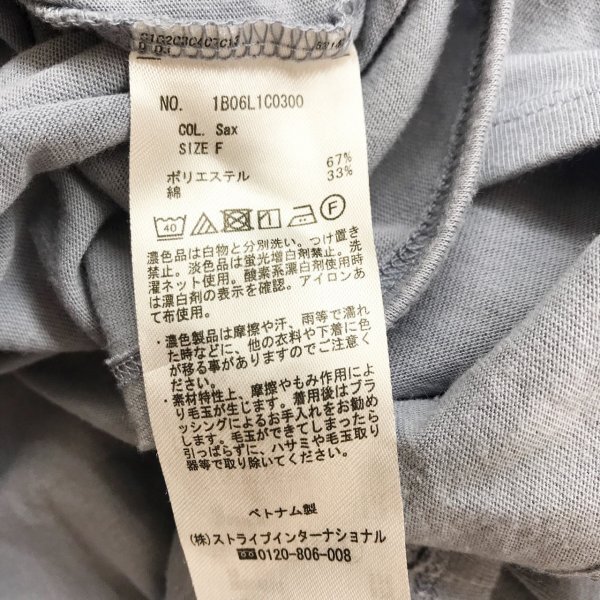 NO. 1B06L1C0300
COL. Sax
SIZE F
ポリエステル 67%
綿 33%
40 F
濃色品は白物と分別洗い。つけ置き
禁止。淡色品は蛍光増白剤禁止。洗
濯ネット使用。酸素系漂白剤使用時
は漂白剤の表示を確認。アイロンあ
て布使用。
・濃色製品は摩擦や汗、雨等で濡れ
た時などに、他の衣料や下着に色
が移る事がありますのでご注意く
ださい。
・素材特性上、摩擦やもみ作用によ
り毛玉が生じます。着用後はブラ
ッシングによるお手入れをお勧め
します。毛玉ができてしまったら
引っぱらずに、ハサミや毛玉取り
器等で取り除いてください。
ベトナム製
(株)ストライプインターナショナル
0120-806-008